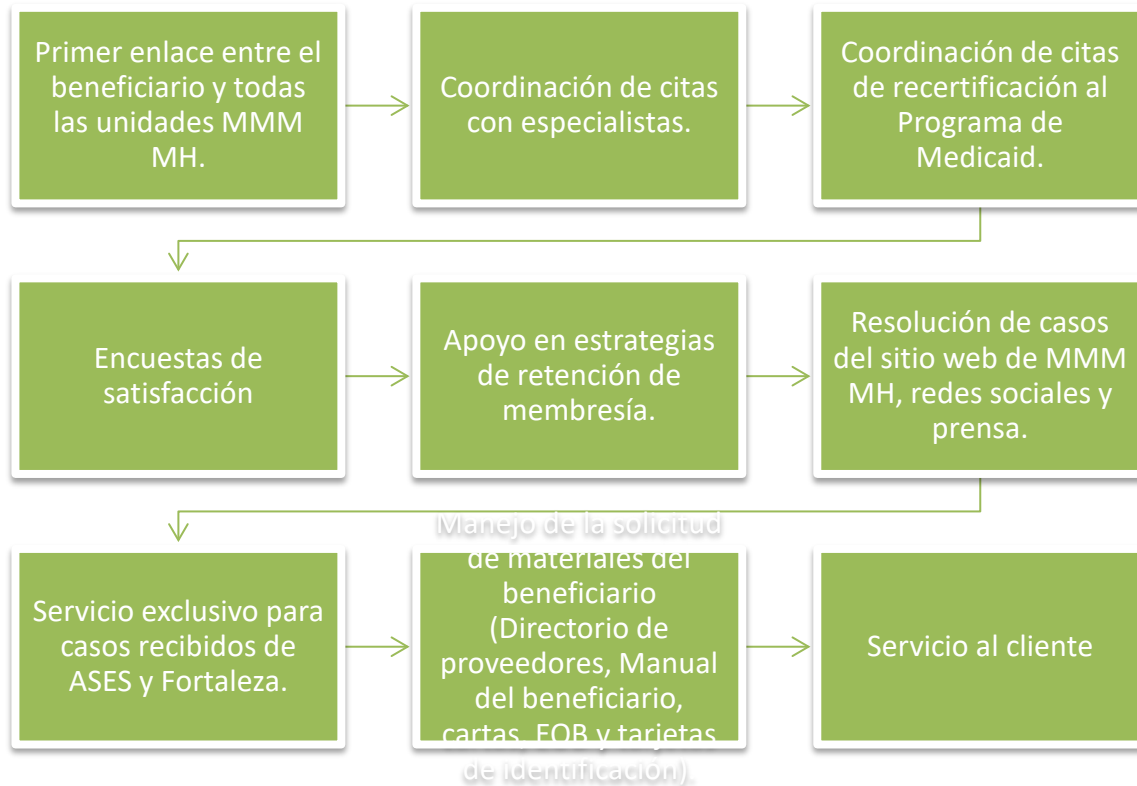 Primer enlace entre el
beneficiario y todas
las unidades MMM
MH.
Coordinación de citas
con especialistas.
Coordinación de citas
de recertificación al
Programa de
Medicaid.
Encuestas de
satisfacción
Apoyo en estrategias
de retención de
membresía.
Resolución de casos
del sitio web de MMM
MH, redes sociales y
prensa.
Servicio exclusivo para
casos recibidos de
ASES y Fortaleza.
Manejo de la solicitud
de materiales del
beneficiario
(Directorio de
proveedores, Manual
del beneficiario,
cartas, EOB y tarjetas
de identificación).
Servicio al cliente